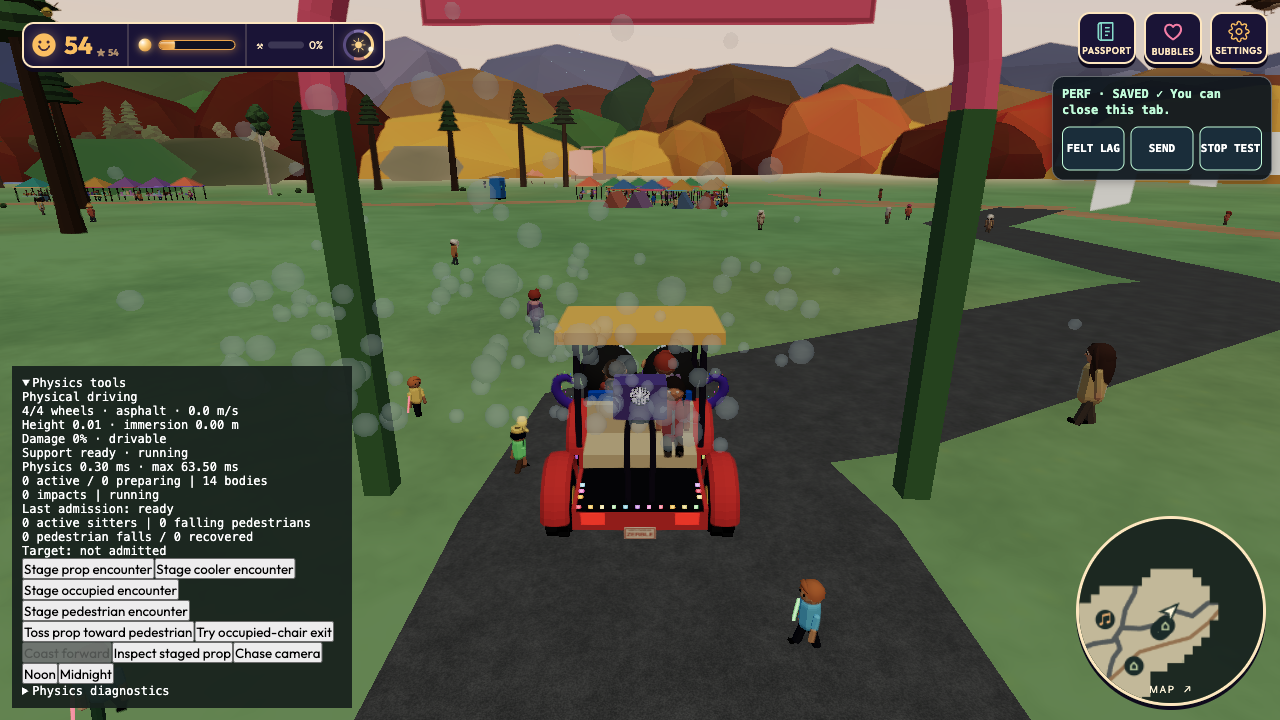 54
★54
0%
PASSPORT
BUBBLES
SETTINGS
PERF · SAVED ✓ You can
close this tab.
FELT LAG
SEND
STOP TEST
▼Physics tools
Physical driving
4/4 wheels · asphalt · 0.0 m/s
Height 0.01 · immersion 0.00 m
Damage 0% · drivable
Support ready · running
Physics 0.30 ms · max 63.50 ms
0 active / 0 preparing | 14 bodies
0 impacts | running
Last admission: ready
0 active sitters | 0 falling pedestrians
0 pedestrian falls / 0 recovered
Target: not admitted
Stage prop encounter Stage cooler encounter
Stage occupied encounter
Stage pedestrian encounter
Toss prop toward pedestrian Try occupied-chair exit
Coast forward Inspect staged prop Chase camera
Noon Midnight
▶Physics diagnostics
MAP ↗